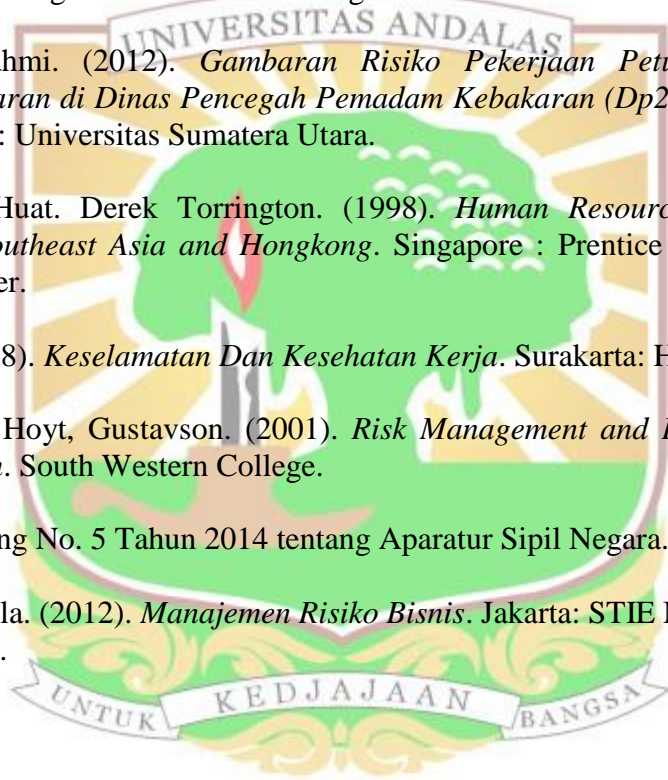 UNIVERSITAS ANDALAS
ahmi. (2012). Gambaran Risiko Pekerjaan Petu
aran di Dinas Pencegah Pemadam Kebakaran (Dp2
: Universitas Sumatera Utara.
Huat. Derek Torrington. (1998). Human Resourc
outheast Asia and Hongkong. Singapore : Prentice
er.
8). Keselamatan Dan Kesehatan Kerja. Surakarta: H
Hoyt, Gustavson. (2001). Risk Management and I
. South Western College.
ng No. 5 Tahun 2014 tentang Aparatur Sipil Negara.
la. (2012). Manajemen Risiko Bisnis. Jakarta: STIE
.
UNTUK KEDJAJAAN BANGSA